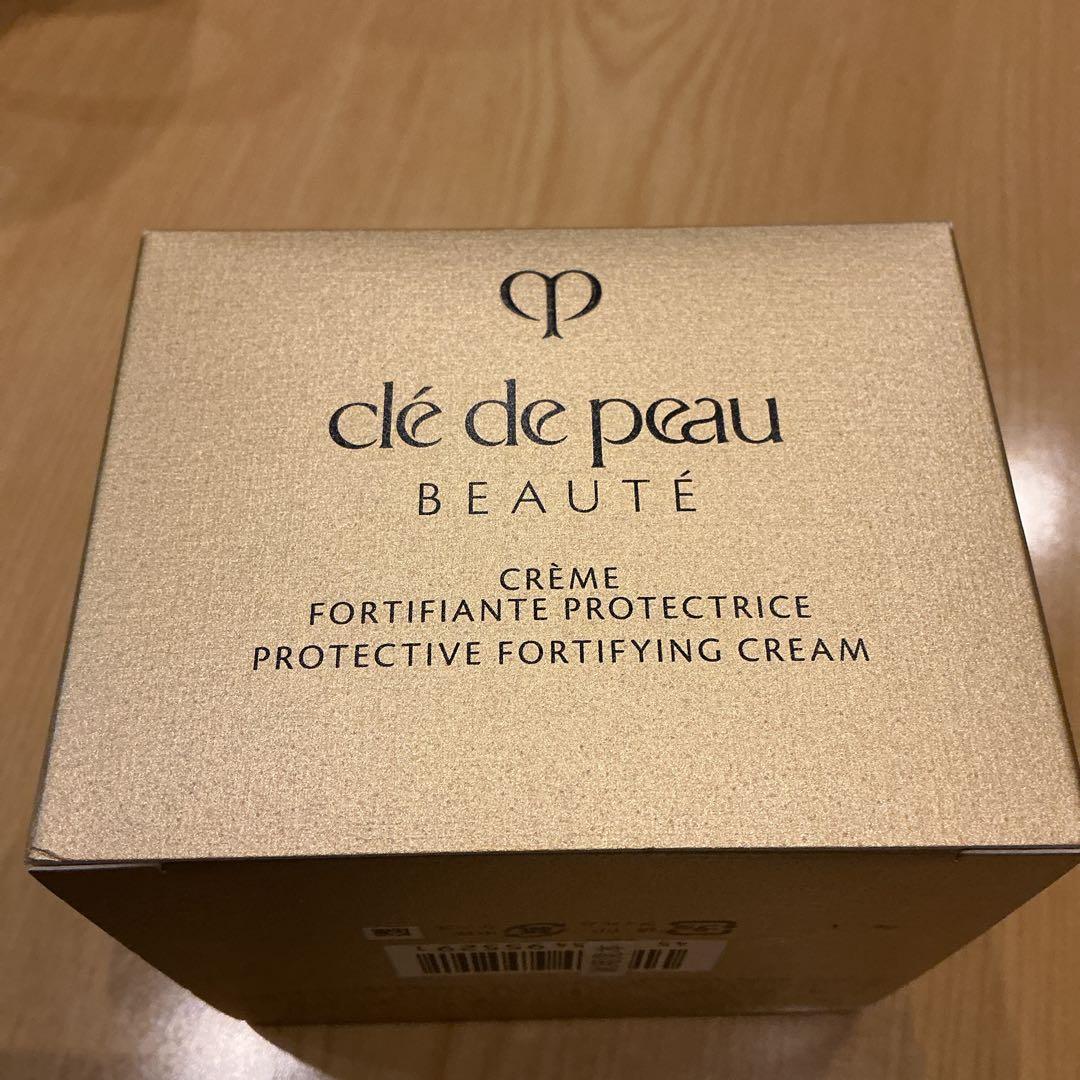 clé de peau
BEAUTÉ
CRÈME
FORTIFIANTE PROTECTRICE
PROTECTIVE FORTIFYING CREAM